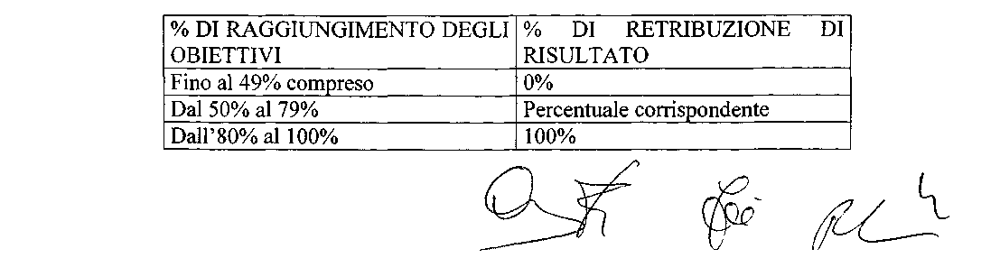 % DI RAGGIUNGIMENTO DEGLI OBIETTIVI
% DI RETRIBUZIONE DI RISULTATO
Fino al 49% compreso 0%
Dal 50% al 79% Percentuale corrispondente
Dall'80% al 100% 100%